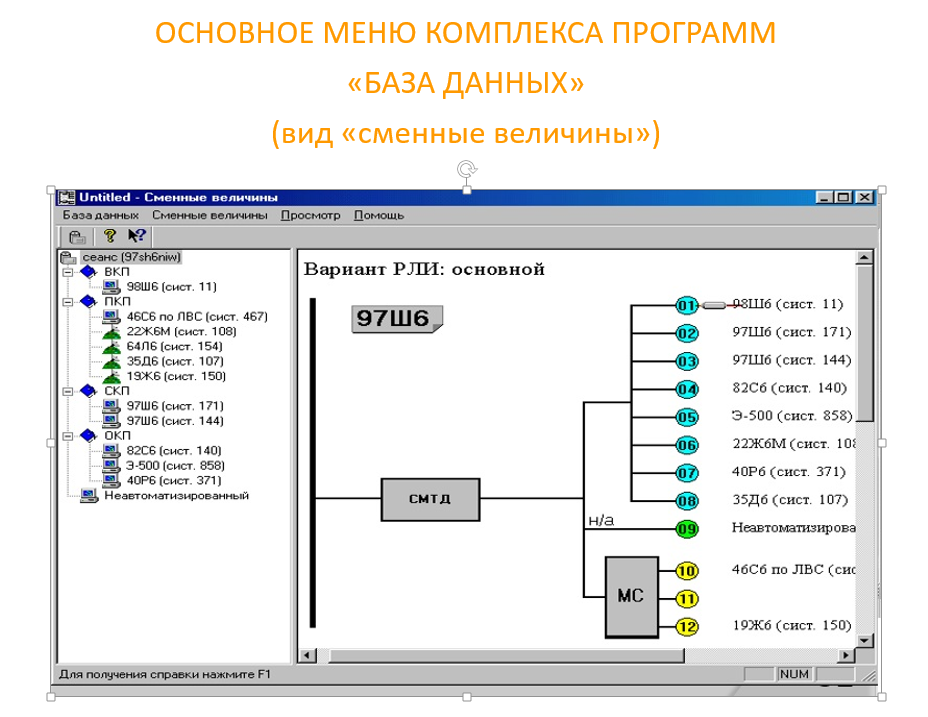 ОСНОВНОЕ МЕНЮ КОМПЛЕКСА ПРОГРАММ
«БАЗА ДАННЫХ»
(вид «сменные величины»)
Untitled - Сменные величины
База данных Сменные величины Просмотр Помощь
сеанс (97sh6niw)
ВКП
98Ш6 (сист. 11)
ПКП
46С6 по ЛВС (сист. 467)
22Ж6М (сист. 108)
64Л6 (сист. 154)
35Д6 (сист. 107)
19Ж6 (сист. 150)
СКП
97Ш6 (сист. 171)
97Ш6 (сист. 144)
ОКП
82С6 (сист. 140)
Э-500 (сист. 858)
40Р6 (сист. 371)
Неавтоматизированный
Вариант РЛИ: основной
97Ш6
СМТД
н/а
МС
01 98Ш6 (сист. 11)
02 97Ш6 (сист. 171)
03 97Ш6 (сист. 144)
04 82С6 (сист. 140)
05 Э-500 (сист. 858)
06 22Ж6М (сист. 108
07 40Р6 (сист. 371)
08 35Д6 (сист. 107)
09 Неавтоматизирова
10 46С6 по ЛВС (сис
11
12 19Ж6 (сист. 150)
Для получения справки нажмите F1
NUM